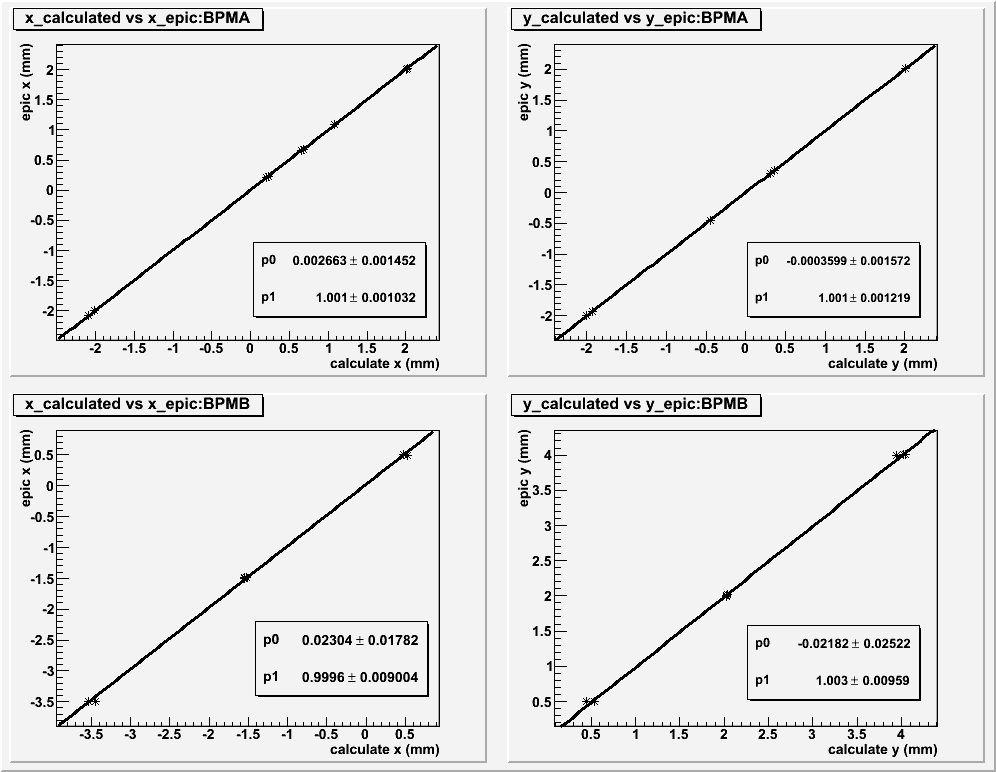 x_calculated vs x_epic:BPMA
epic x (mm)
2
1.5
1
0.5
0
-0.5
-1
-1.5
-2
p0 0.002663 ± 0.001452
p1 1.001 ± 0.001032
-2 -1.5 -1 -0.5 0 0.5 1 1.5 2
calculate x (mm)
y_calculated vs y_epic:BPMA
epic y (mm)
2
1.5
1
0.5
0
-0.5
-1
-1.5
-2
p0 -0.0003599 ± 0.001572
p1 1.001 ± 0.001219
-2 -1.5 -1 -0.5 0 0.5 1 1.5 2
calculate y (mm)
x_calculated vs x_epic:BPMB
epic x (mm)
0.5
0
-0.5
-1
-1.5
-2
-2.5
-3
-3.5
p0 0.02304 ± 0.01782
p1 0.9996 ± 0.009004
-3.5 -3 -2.5 -2 -1.5 -1 -0.5 0 0.5
calculate x (mm)
y_calculated vs y_epic:BPMB
epic y (mm)
4
3.5
3
2.5
2
1.5
1
0.5
p0 -0.02182 ± 0.02522
p1 1.003 ± 0.00959
0.5 1 1.5 2 2.5 3 3.5 4
calculate y (mm)